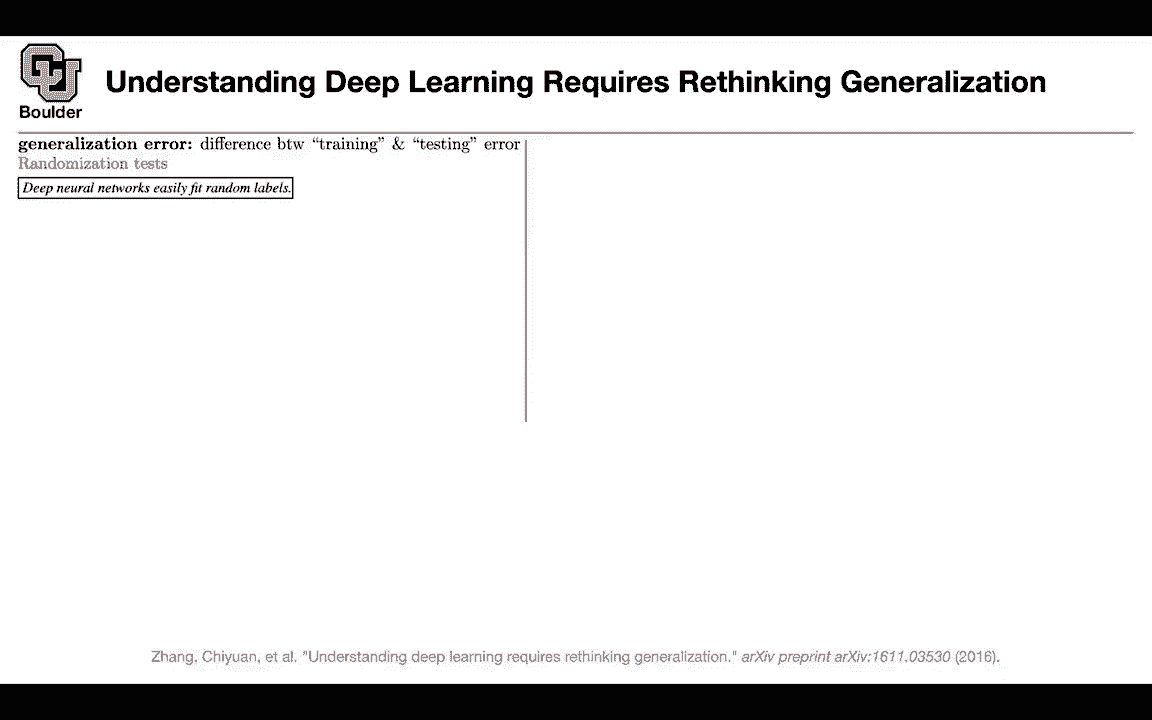 Boulder
Understanding Deep Learning Requires Rethinking Generalization
generalization error: difference btw “training” & “testing” error
Randomization tests
Deep neural networks easily fit random labels.
Zhang, Chiyuan, et al. "Understanding deep learning requires rethinking generalization." arXiv preprint arXiv:1611.03530 (2016).